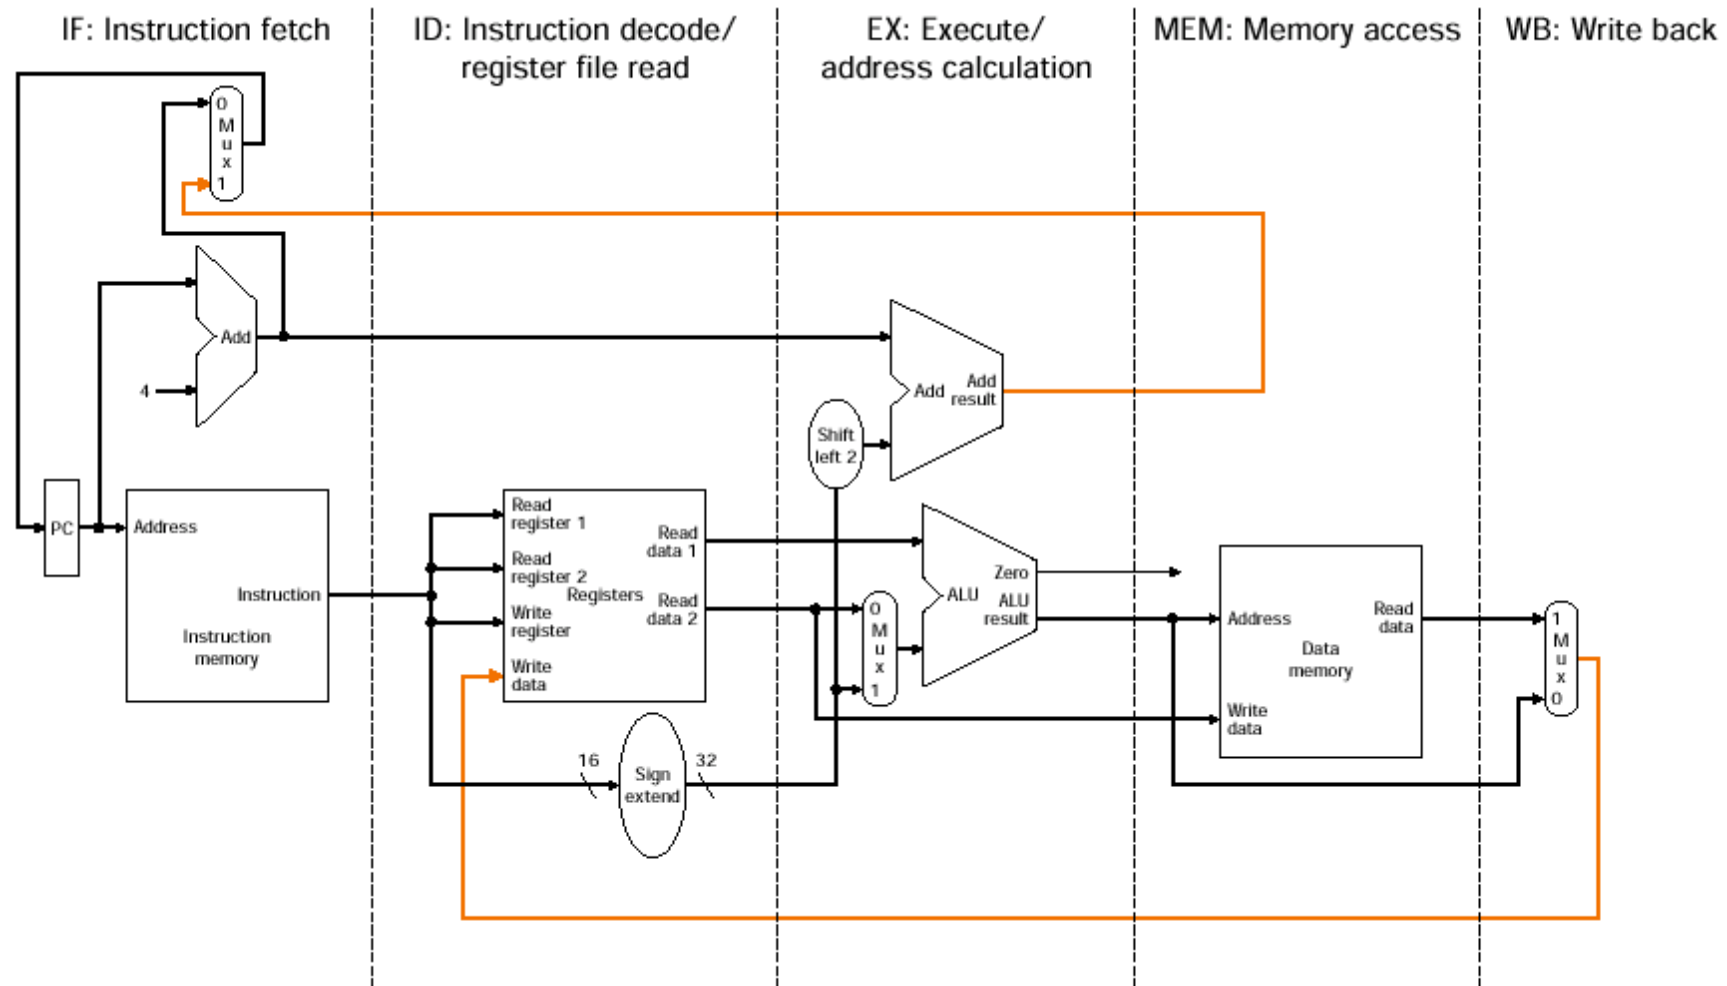 IF: Instruction fetch
ID: Instruction decode/
register file read
EX: Execute/
address calculation
MEM: Memory access
WB: Write back
0
M
u
x
1
Add
4
PC
Address
Instruction
Instruction
memory
Read
register 1
Read
register 2
Write
register
Write
data
Registers
Read
data 1
Read
data 2
16
Sign
extend
32
Shift
left 2
Add
Add
result
0
M
u
x
1
ALU
Zero
ALU
result
Address
Write
data
Data
memory
Read
data
1
M
u
x
0